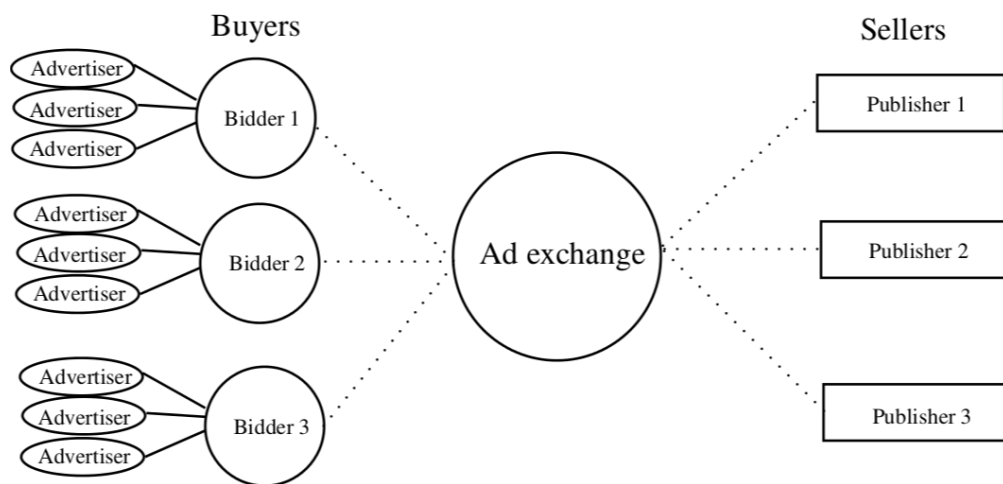 Buyers
Sellers
Advertiser
Advertiser
Advertiser
Bidder 1
Publisher 1
Advertiser
Advertiser
Advertiser
Bidder 2
Ad exchange
Publisher 2
Advertiser
Advertiser
Advertiser
Bidder 3
Publisher 3